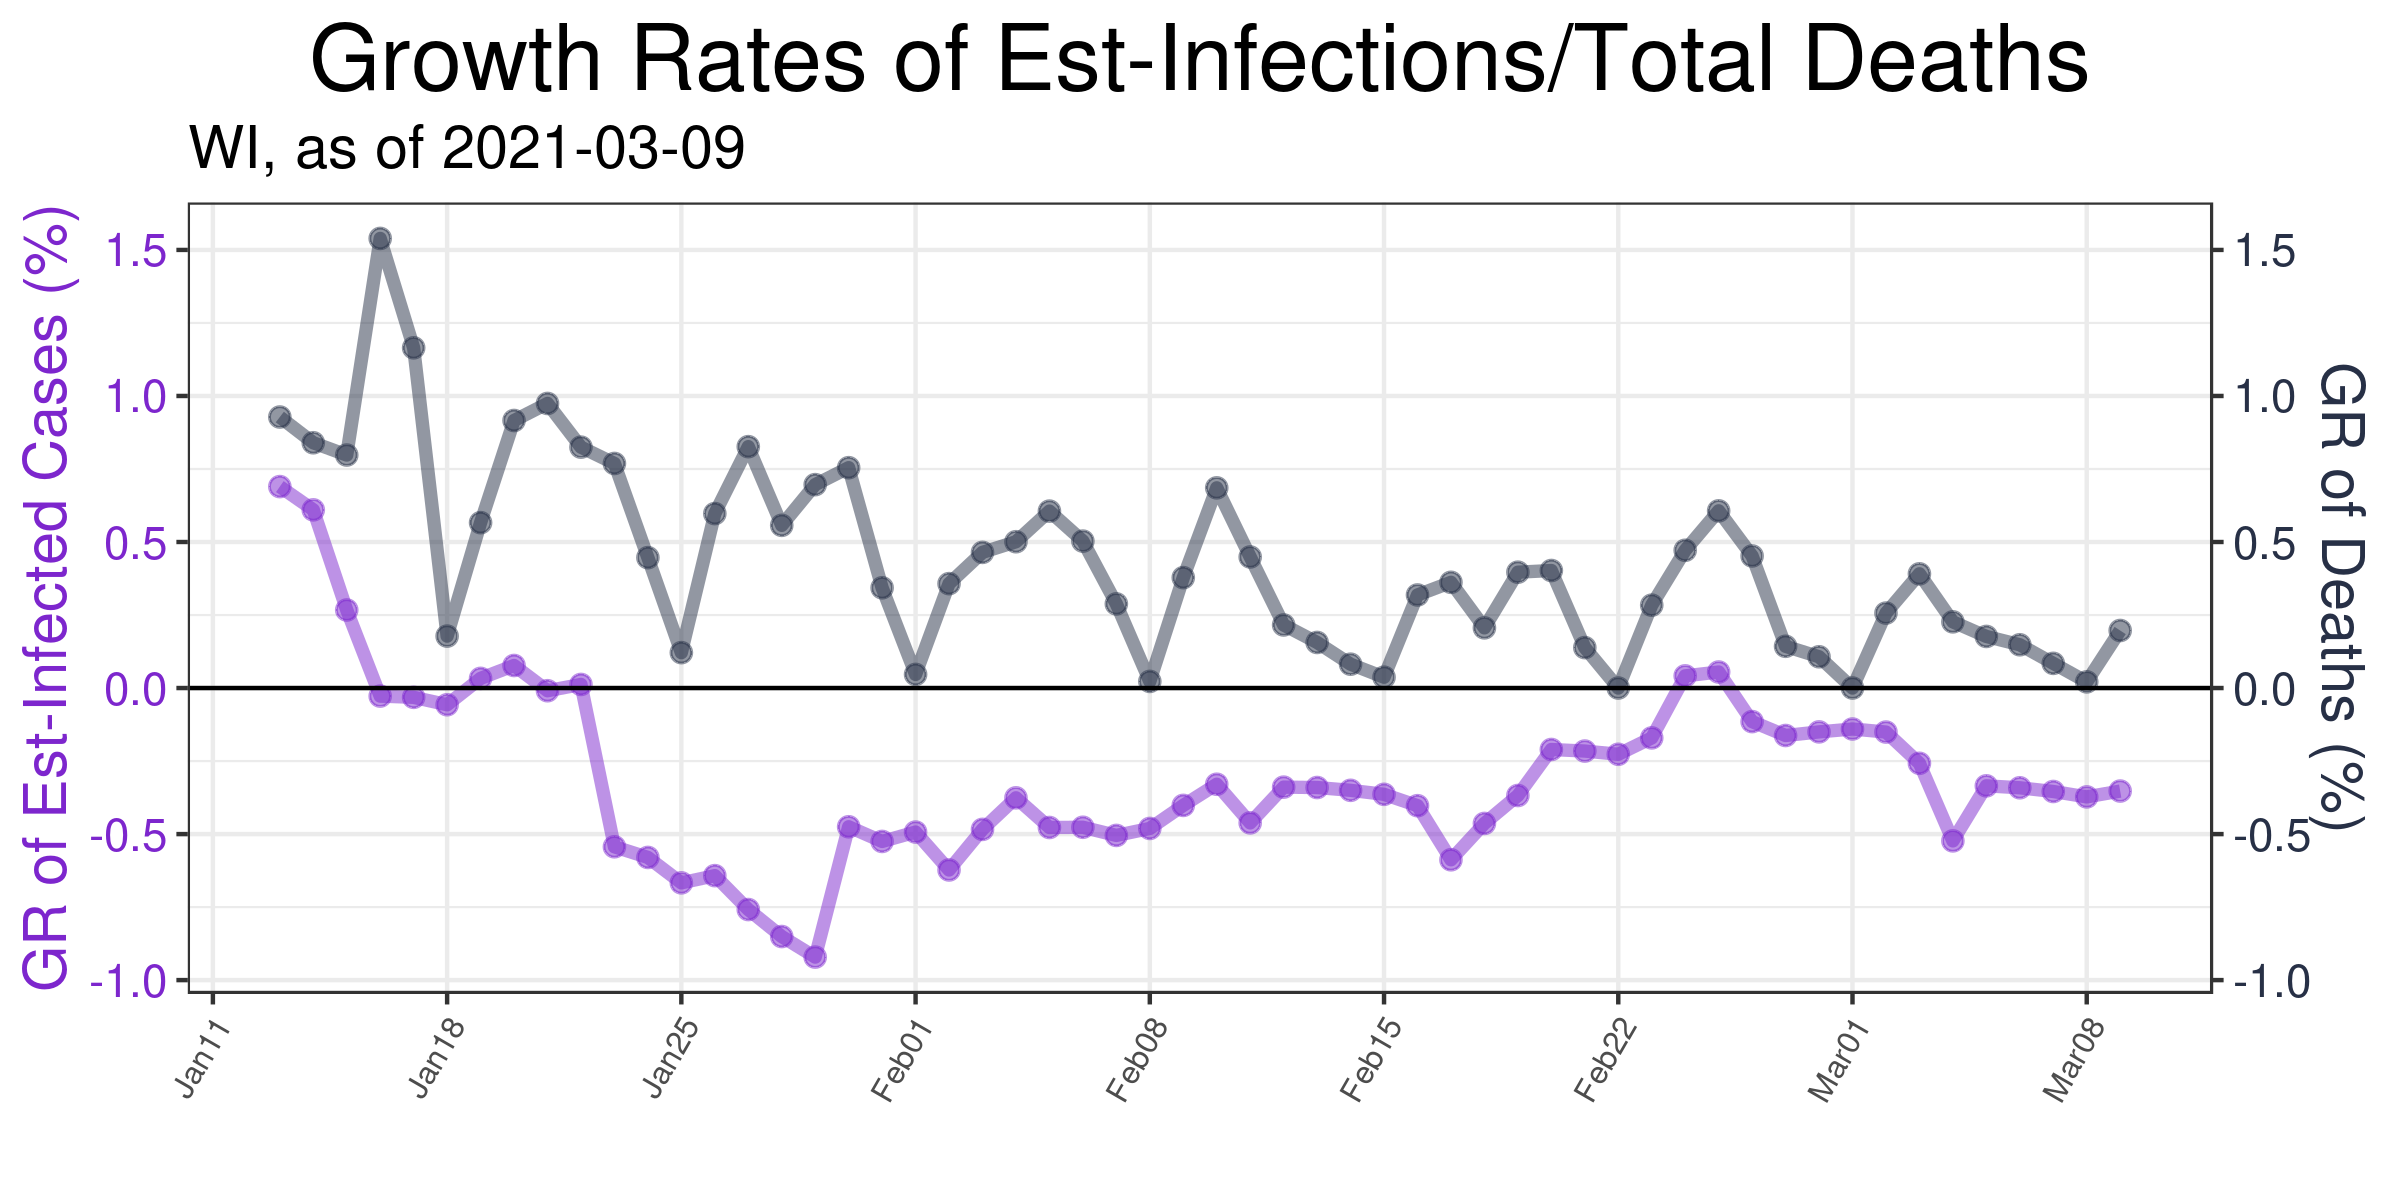 Growth Rates of Est-Infections/Total Deaths
WI, as of 2021-03-09
GR of Est-Infected Cases (%)
1.5
1.0
0.5
0.0
-0.5
-1.0
1.5
1.0
0.5
0.0
-0.5
-1.0
GR of Deaths (%)
Jan11
Jan18
Jan25
Feb01
Feb08
Feb15
Feb22
Mar01
Mar08